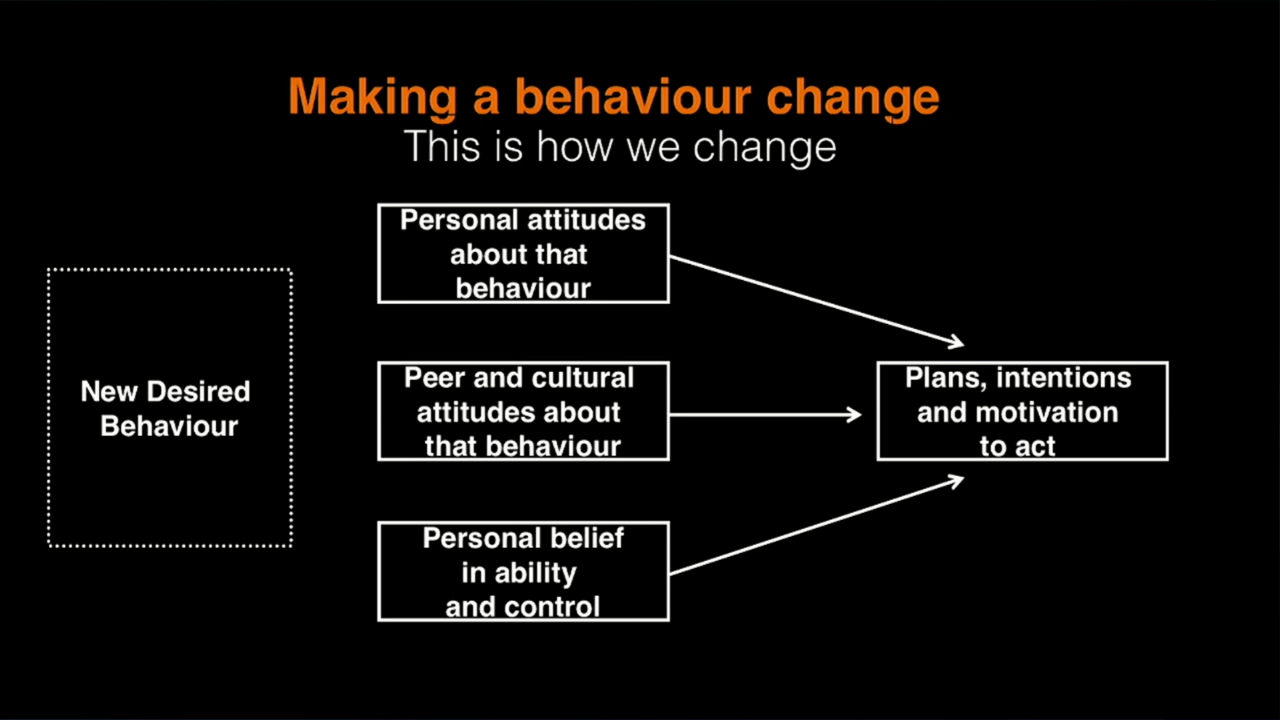 Making a behaviour change
This is how we change
New Desired
Behaviour
Personal attitudes
about that
behaviour
Peer and cultural
attitudes about
that behaviour
Personal belief
in ability
and control
Plans, intentions
and motivation
to act